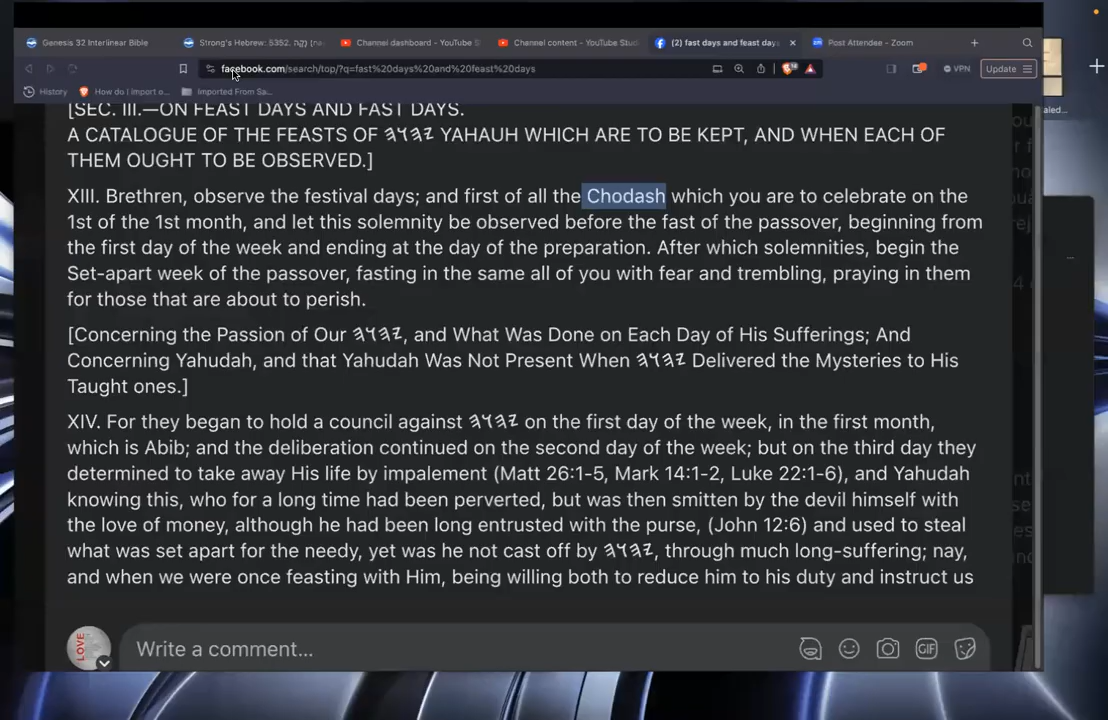 Genesis 32 Interlinear Bible
Strong's Hebrew: 5352. נָקָה (na
Channel dashboard - YouTube S
Channel content - YouTube Stud
(2) fast days and feast days
Post Attendee - Zoom
facebook.com/search/top/?q=fast%20days%20and%20feast%20days
VPN
Update
History
How do I import o...
Imported From Sa...
aled...
[SEC. III.—ON FEAST DAYS AND FAST DAYS.
A CATALOGUE OF THE FEASTS OF 𐤉𐤄𐤅𐤄 YAHAUH WHICH ARE TO BE KEPT, AND WHEN EACH OF
THEM OUGHT TO BE OBSERVED.]
XIII. Brethren, observe the festival days; and first of all the Chodash which you are to celebrate on the
1st of the 1st month, and let this solemnity be observed before the fast of the passover, beginning from
the first day of the week and ending at the day of the preparation. After which solemnities, begin the
Set-apart week of the passover, fasting in the same all of you with fear and trembling, praying in them
for those that are about to perish.
[Concerning the Passion of Our 𐤉𐤄𐤅𐤄, and What Was Done on Each Day of His Sufferings; And
Concerning Yahudah, and that Yahudah Was Not Present When 𐤉𐤄𐤅𐤄 Delivered the Mysteries to His
Taught ones.]
XIV. For they began to hold a council against 𐤉𐤄𐤅𐤄 on the first day of the week, in the first month,
which is Abib; and the deliberation continued on the second day of the week; but on the third day they
determined to take away His life by impalement (Matt 26:1-5, Mark 14:1-2, Luke 22:1-6), and Yahudah
knowing this, who for a long time had been perverted, but was then smitten by the devil himself with
the love of money, although he had been long entrusted with the purse, (John 12:6) and used to steal
what was set apart for the needy, yet was he not cast off by 𐤉𐤄𐤅𐤄, through much long-suffering; nay,
and when we were once feasting with Him, being willing both to reduce him to his duty and instruct us
LOVE
Write a comment...
GIF